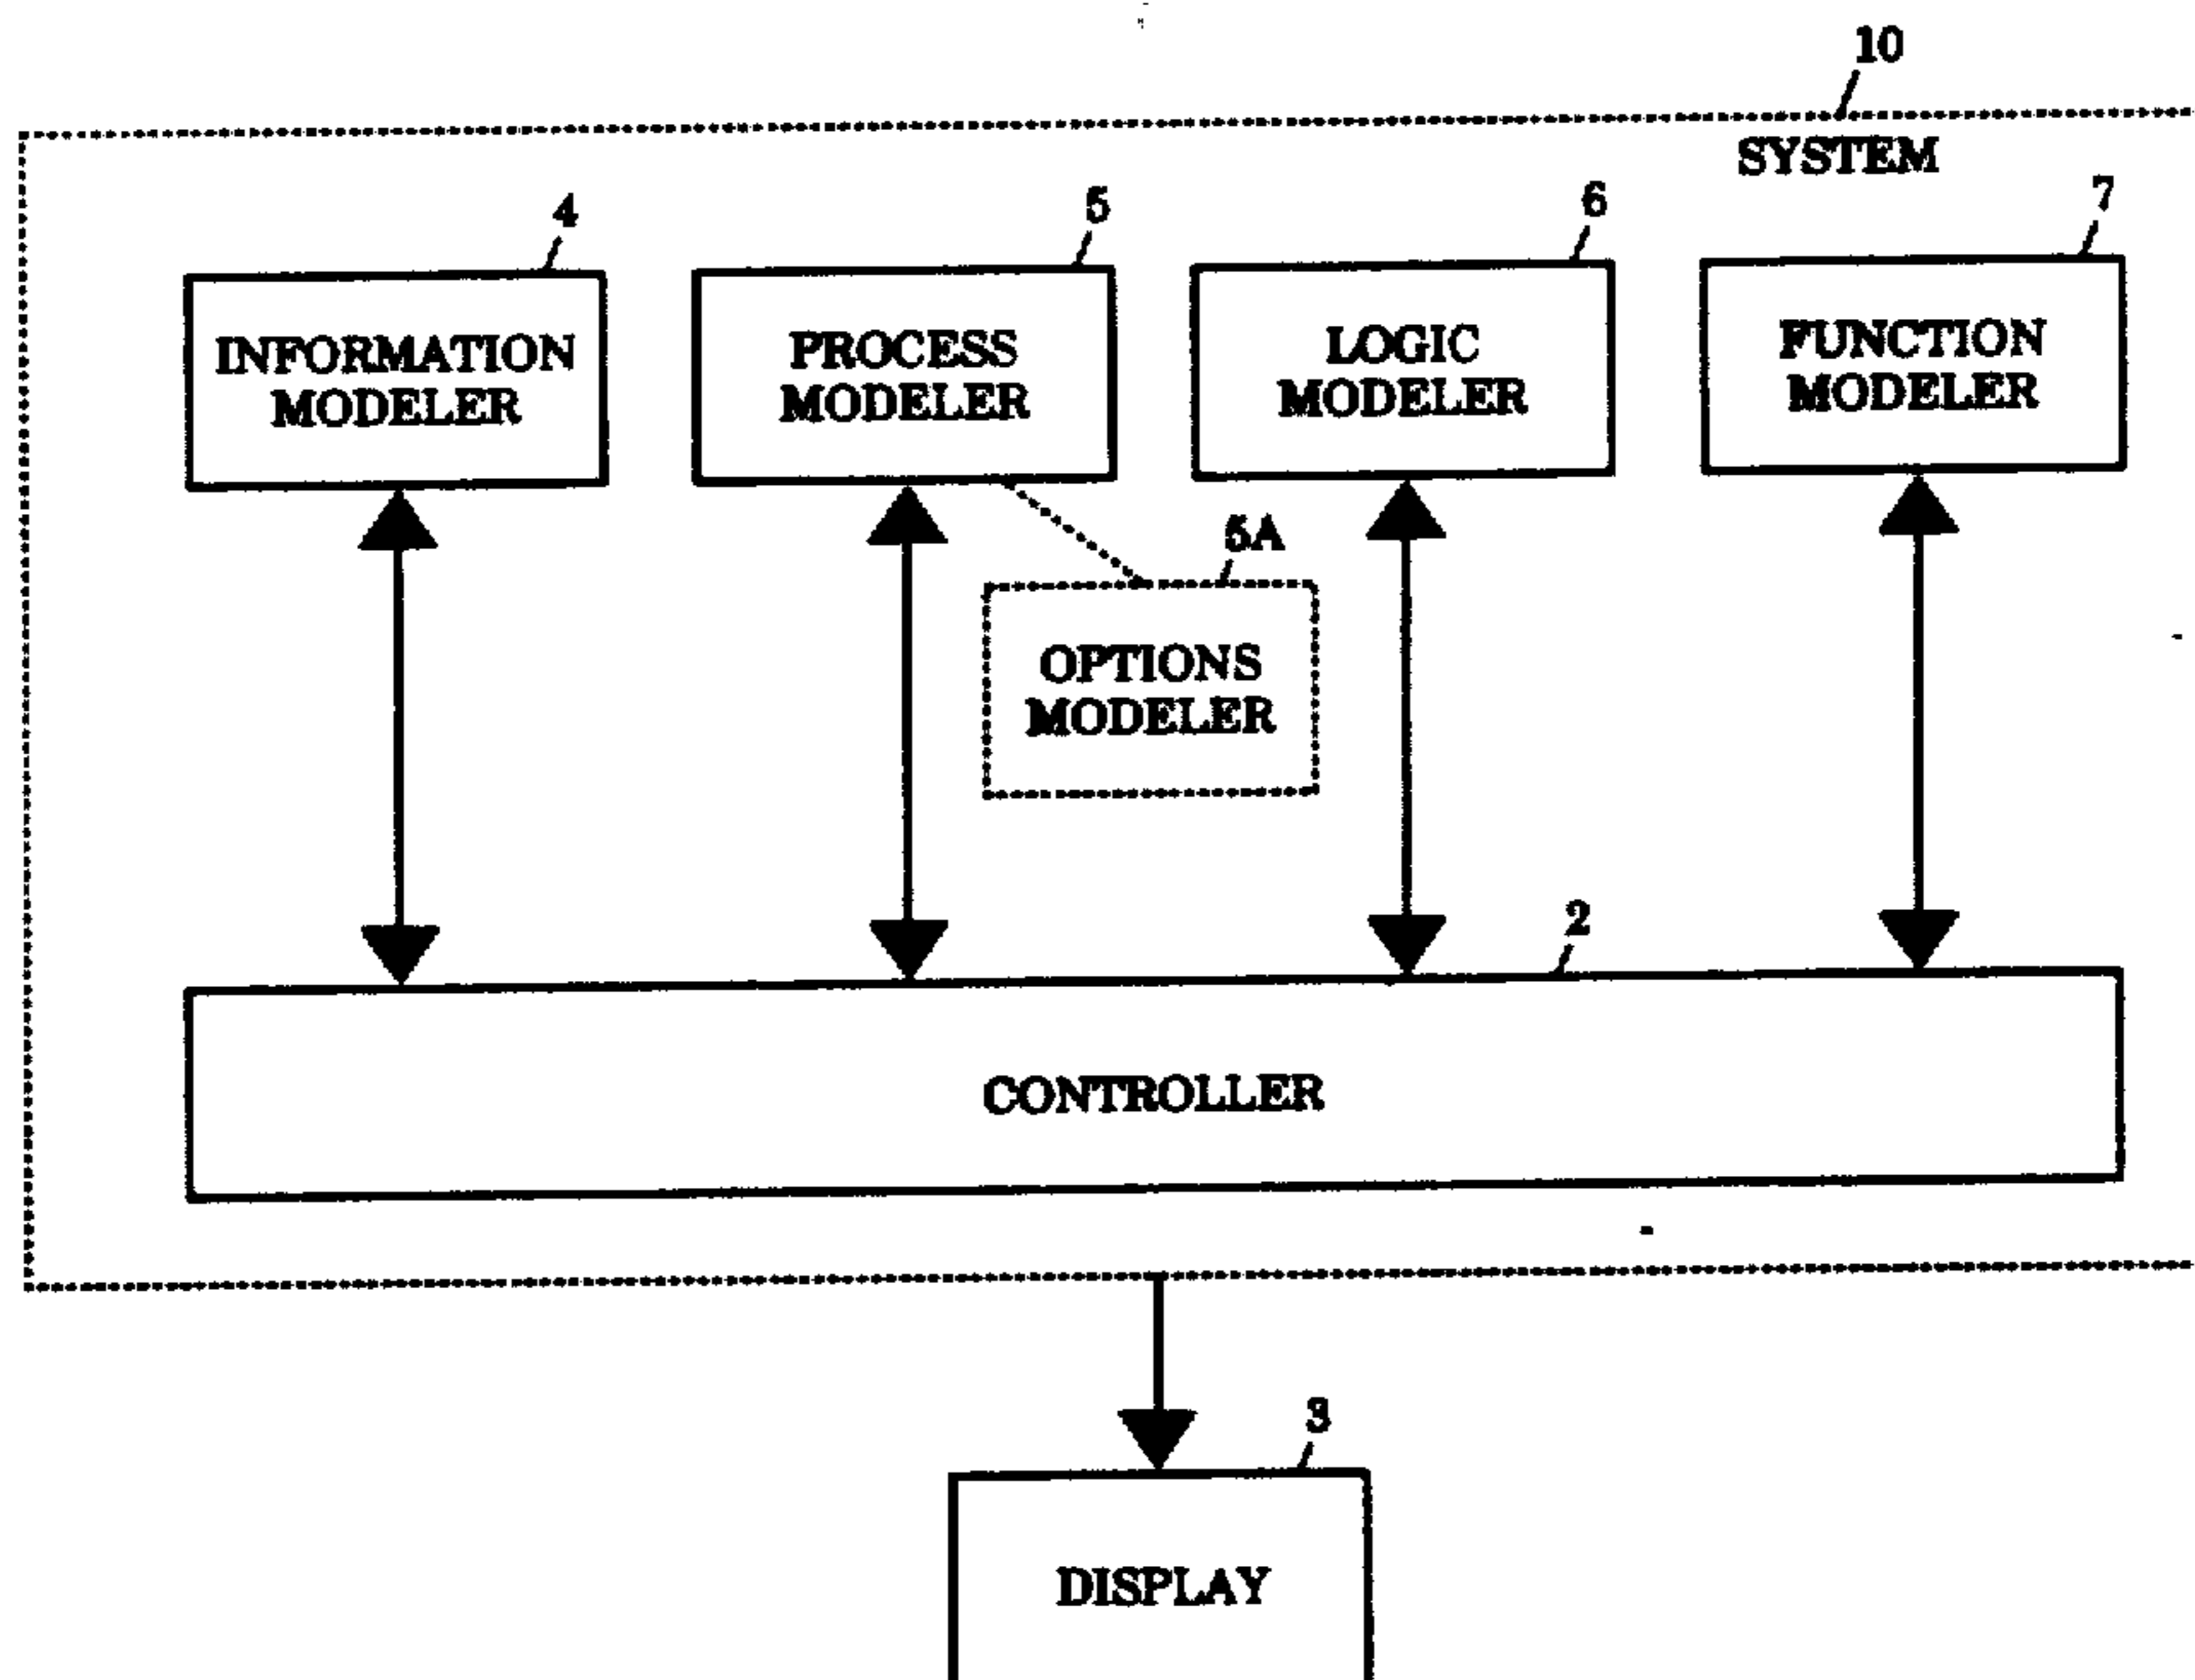 10
SYSTEM
4
5
6
7
INFORMATION
MODELER
PROCESS
MODELER
LOGIC
MODELER
FUNCTION
MODELER
5A
OPTIONS
MODELER
2
CONTROLLER
3
DISPLAY